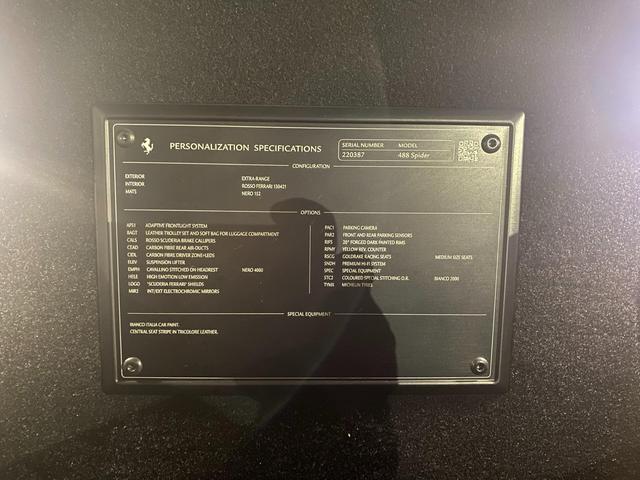 PERSONALIZATION SPECIFICATIONS
SERIAL NUMBER MODEL
220387 488 Spider
CONFIGURATION
EXTERIOR EXTRA-RANGE
INTERIOR ROSSO FERRARI 130421
MATS NERO 152
OPTIONS
AFS1 ADAPTIVE FRONTLIGHT SYSTEM
BAGT LEATHER TROLLEY SET AND SOFT BAG FOR LUGGAGE COMPARTMENT
CALS ROSSO SCUDERIA BRAKE CALLIPERS
CEAD CARBON FIBRE REAR AIR-DUCTS
CIDL CARBON FIBRE DRIVER ZONE+LEDS
ELEV SUSPENSION LIFTER
EMPH CAVALLINO STITCHED ON HEADREST NERO 4060
HELE HIGH EMOTION LOW EMISSION
LOGO "SCUDERIA FERRARI" SHIELDS
MIR2 INT/EXT ELECTROCHROMIC MIRRORS
PAC1 PARKING CAMERA
PAR2 FRONT AND REAR PARKING SENSORS
RIF5 20" FORGED DARK PAINTED RIMS
RPMY YELLOW REV. COUNTER
RSCG GOLDRAKE RACING SEATS MEDIUM SIZE SEATS
SNDH PREMIUM HI-FI SYSTEM
SPEC SPECIAL EQUIPMENT
STC2 COLOURED SPECIAL STITCHING O.R. BIANCO 2000
TYMX MICHELIN TYRES
SPECIAL EQUIPMENT
BIANCO ITALIA CAR PAINT.
CENTRAL SEAT STRIPE IN TRICOLORE LEATHER.